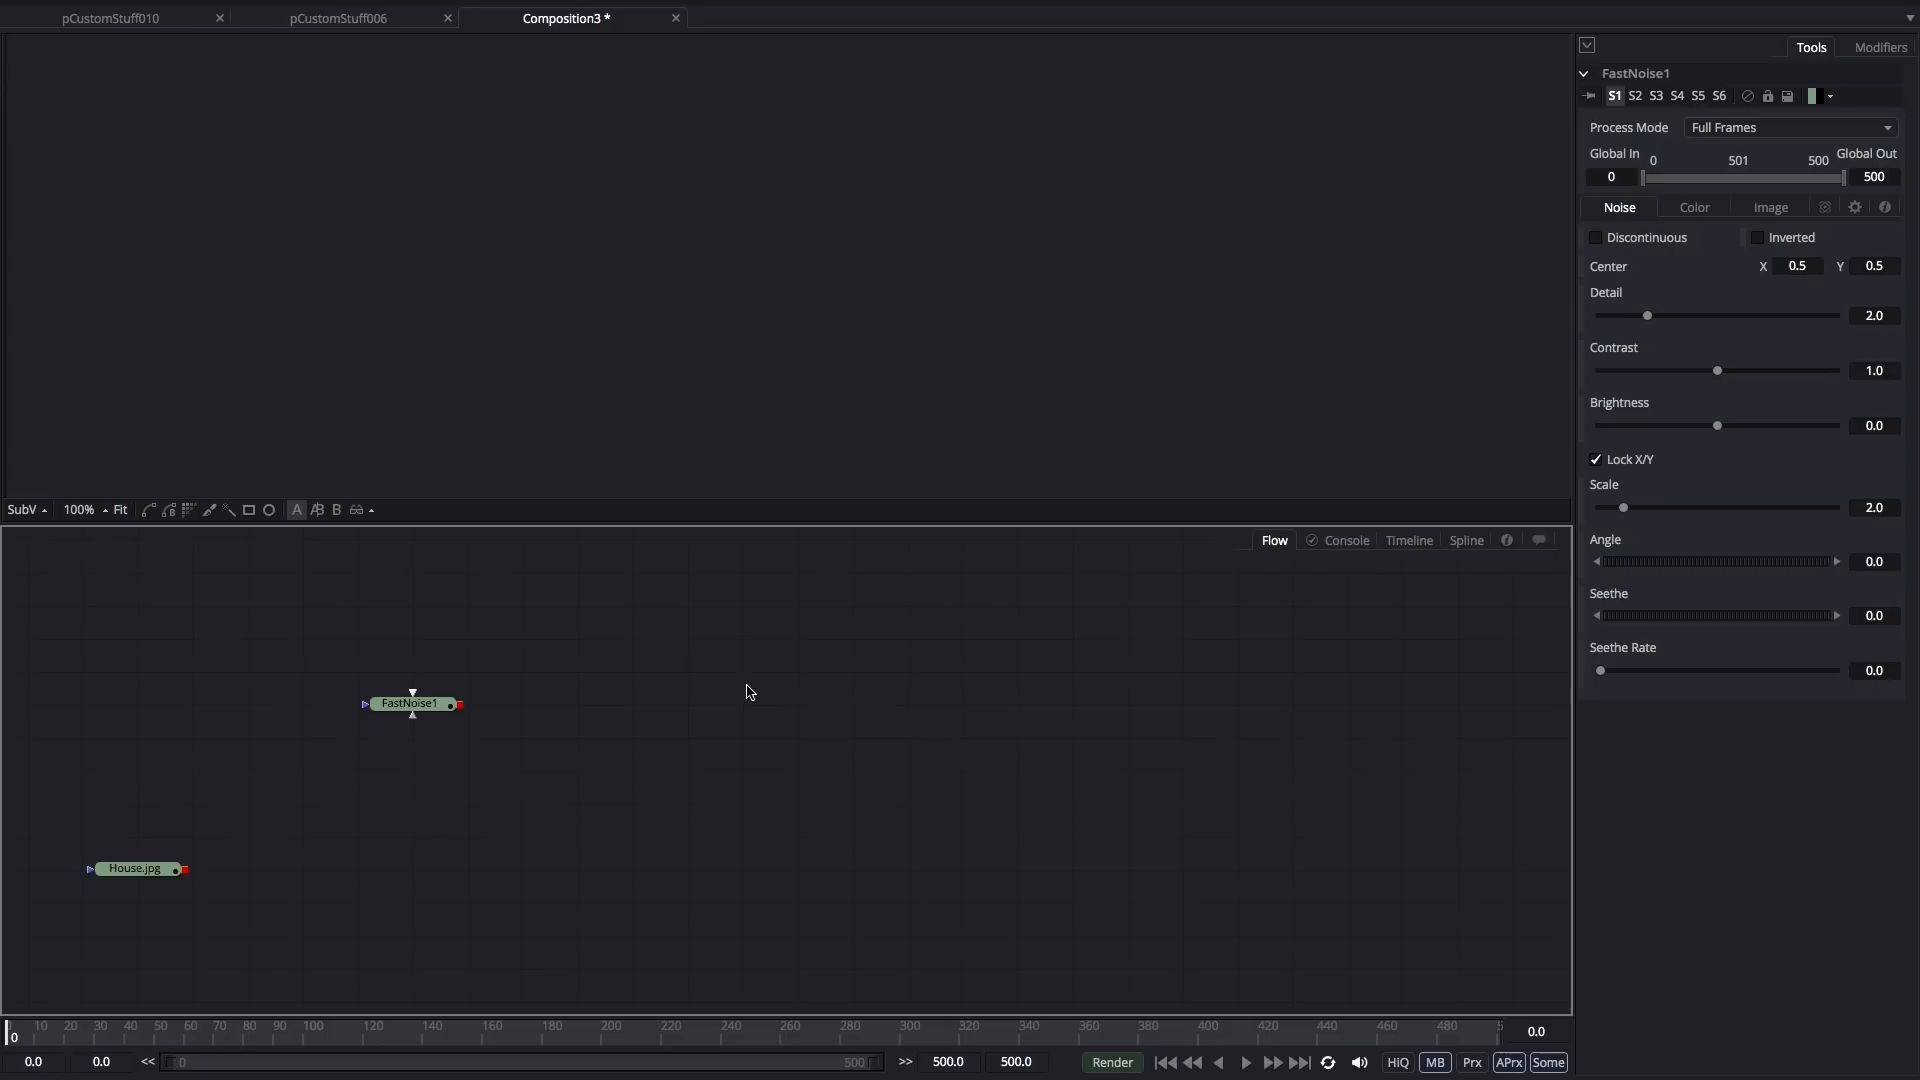 pCustomStuff010
pCustomStuff006
Composition3 *
Tools
Modifiers
FastNoise1
S1 S2 S3 S4 S5 S6
Process Mode
Full Frames
Global In
0
501
500
Global Out
0
500
Noise
Color
Image
Discontinuous
Inverted
Center
X
0.5
Y
0.5
Detail
2.0
Contrast
1.0
Brightness
0.0
Lock X/Y
Scale
2.0
Angle
0.0
Seethe
0.0
Seethe Rate
0.0
SubV
100%
Fit
A
B
Flow
Console
Timeline
Spline
FastNoise1
House.jpg
0 10 20 30 40 50 60 70 80 90 100 120 140 160 180 200 220 240 260 280 300 320 340 360 380 400 420 440 460 480
0.0
0.0
0.0
<<
0
500
>>
500.0
500.0
Render
HiQ
MB
Prx
APrx
Some